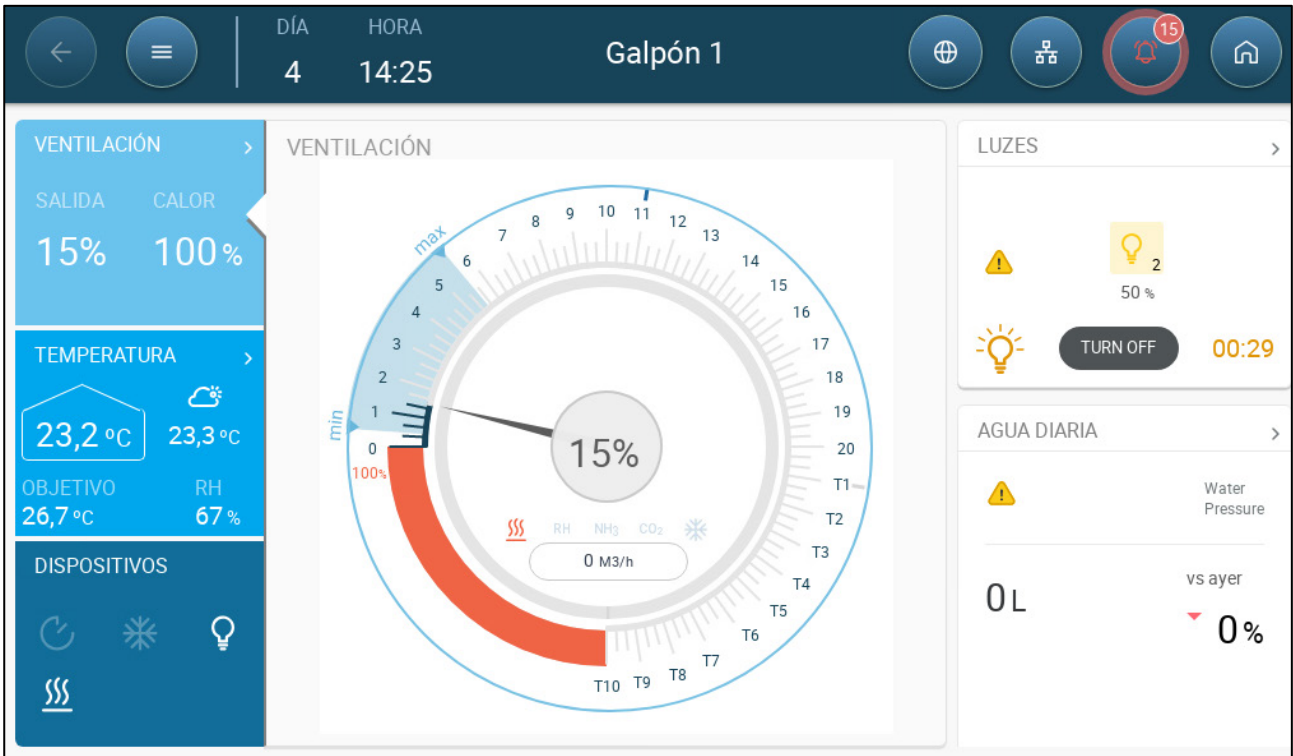 DÍA HORA
4 14:25
Galpón 1
15
VENTILACIÓN
SALIDA CALOR
15% 100 %
TEMPERATURA
23,2 ºC 23,3 ºC
OBJETIVO RH
26,7 ºC 67 %
DISPOSITIVOS
VENTILACIÓN
min
max
0
1
2
3
4
5
6
7
8
9
10
11
12
13
14
15
16
17
18
19
20
T1
T2
T3
T4
T5
T6
T7
T8
T9
T10
100%
15%
RH NH3 CO2
0 M3/h
LUZES
2
50 %
TURN OFF 00:29
AGUA DIARIA
Water
Pressure
vs ayer
0 L
0 %